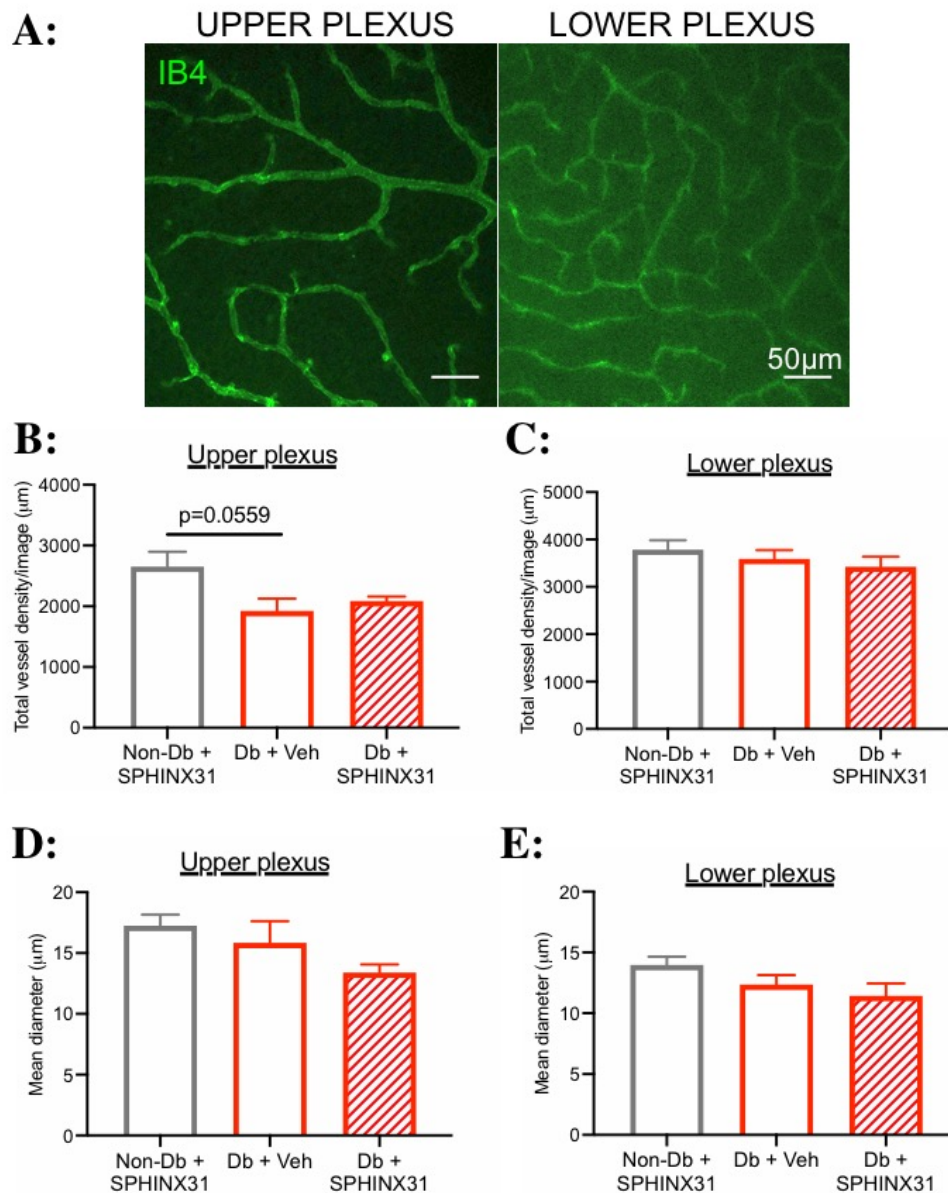 A:
UPPER PLEXUS
LOWER PLEXUS
IB4
50μm
B:
Upper plexus
Total vessel density/image (μm)
4000
3000
2000
1000
0
p=0.0559
Non-Db +
SPHINX31
Db + Veh
Db +
SPHINX31
C:
Lower plexus
Total vessel density/image (μm)
5000
4000
3000
4000
1000
0
Non-Db +
SPHINX31
Db + Veh
Db +
SPHINX31
D:
Upper plexus
Mean diameter (μm)
20
15
10
5
0
Non-Db +
SPHINX31
Db + Veh
Db +
SPHINX31
E:
Lower plexus
Mean diameter (μm)
20
15
10
5
0
Non-Db +
SPHINX31
Db + Veh
Db +
SPHINX31